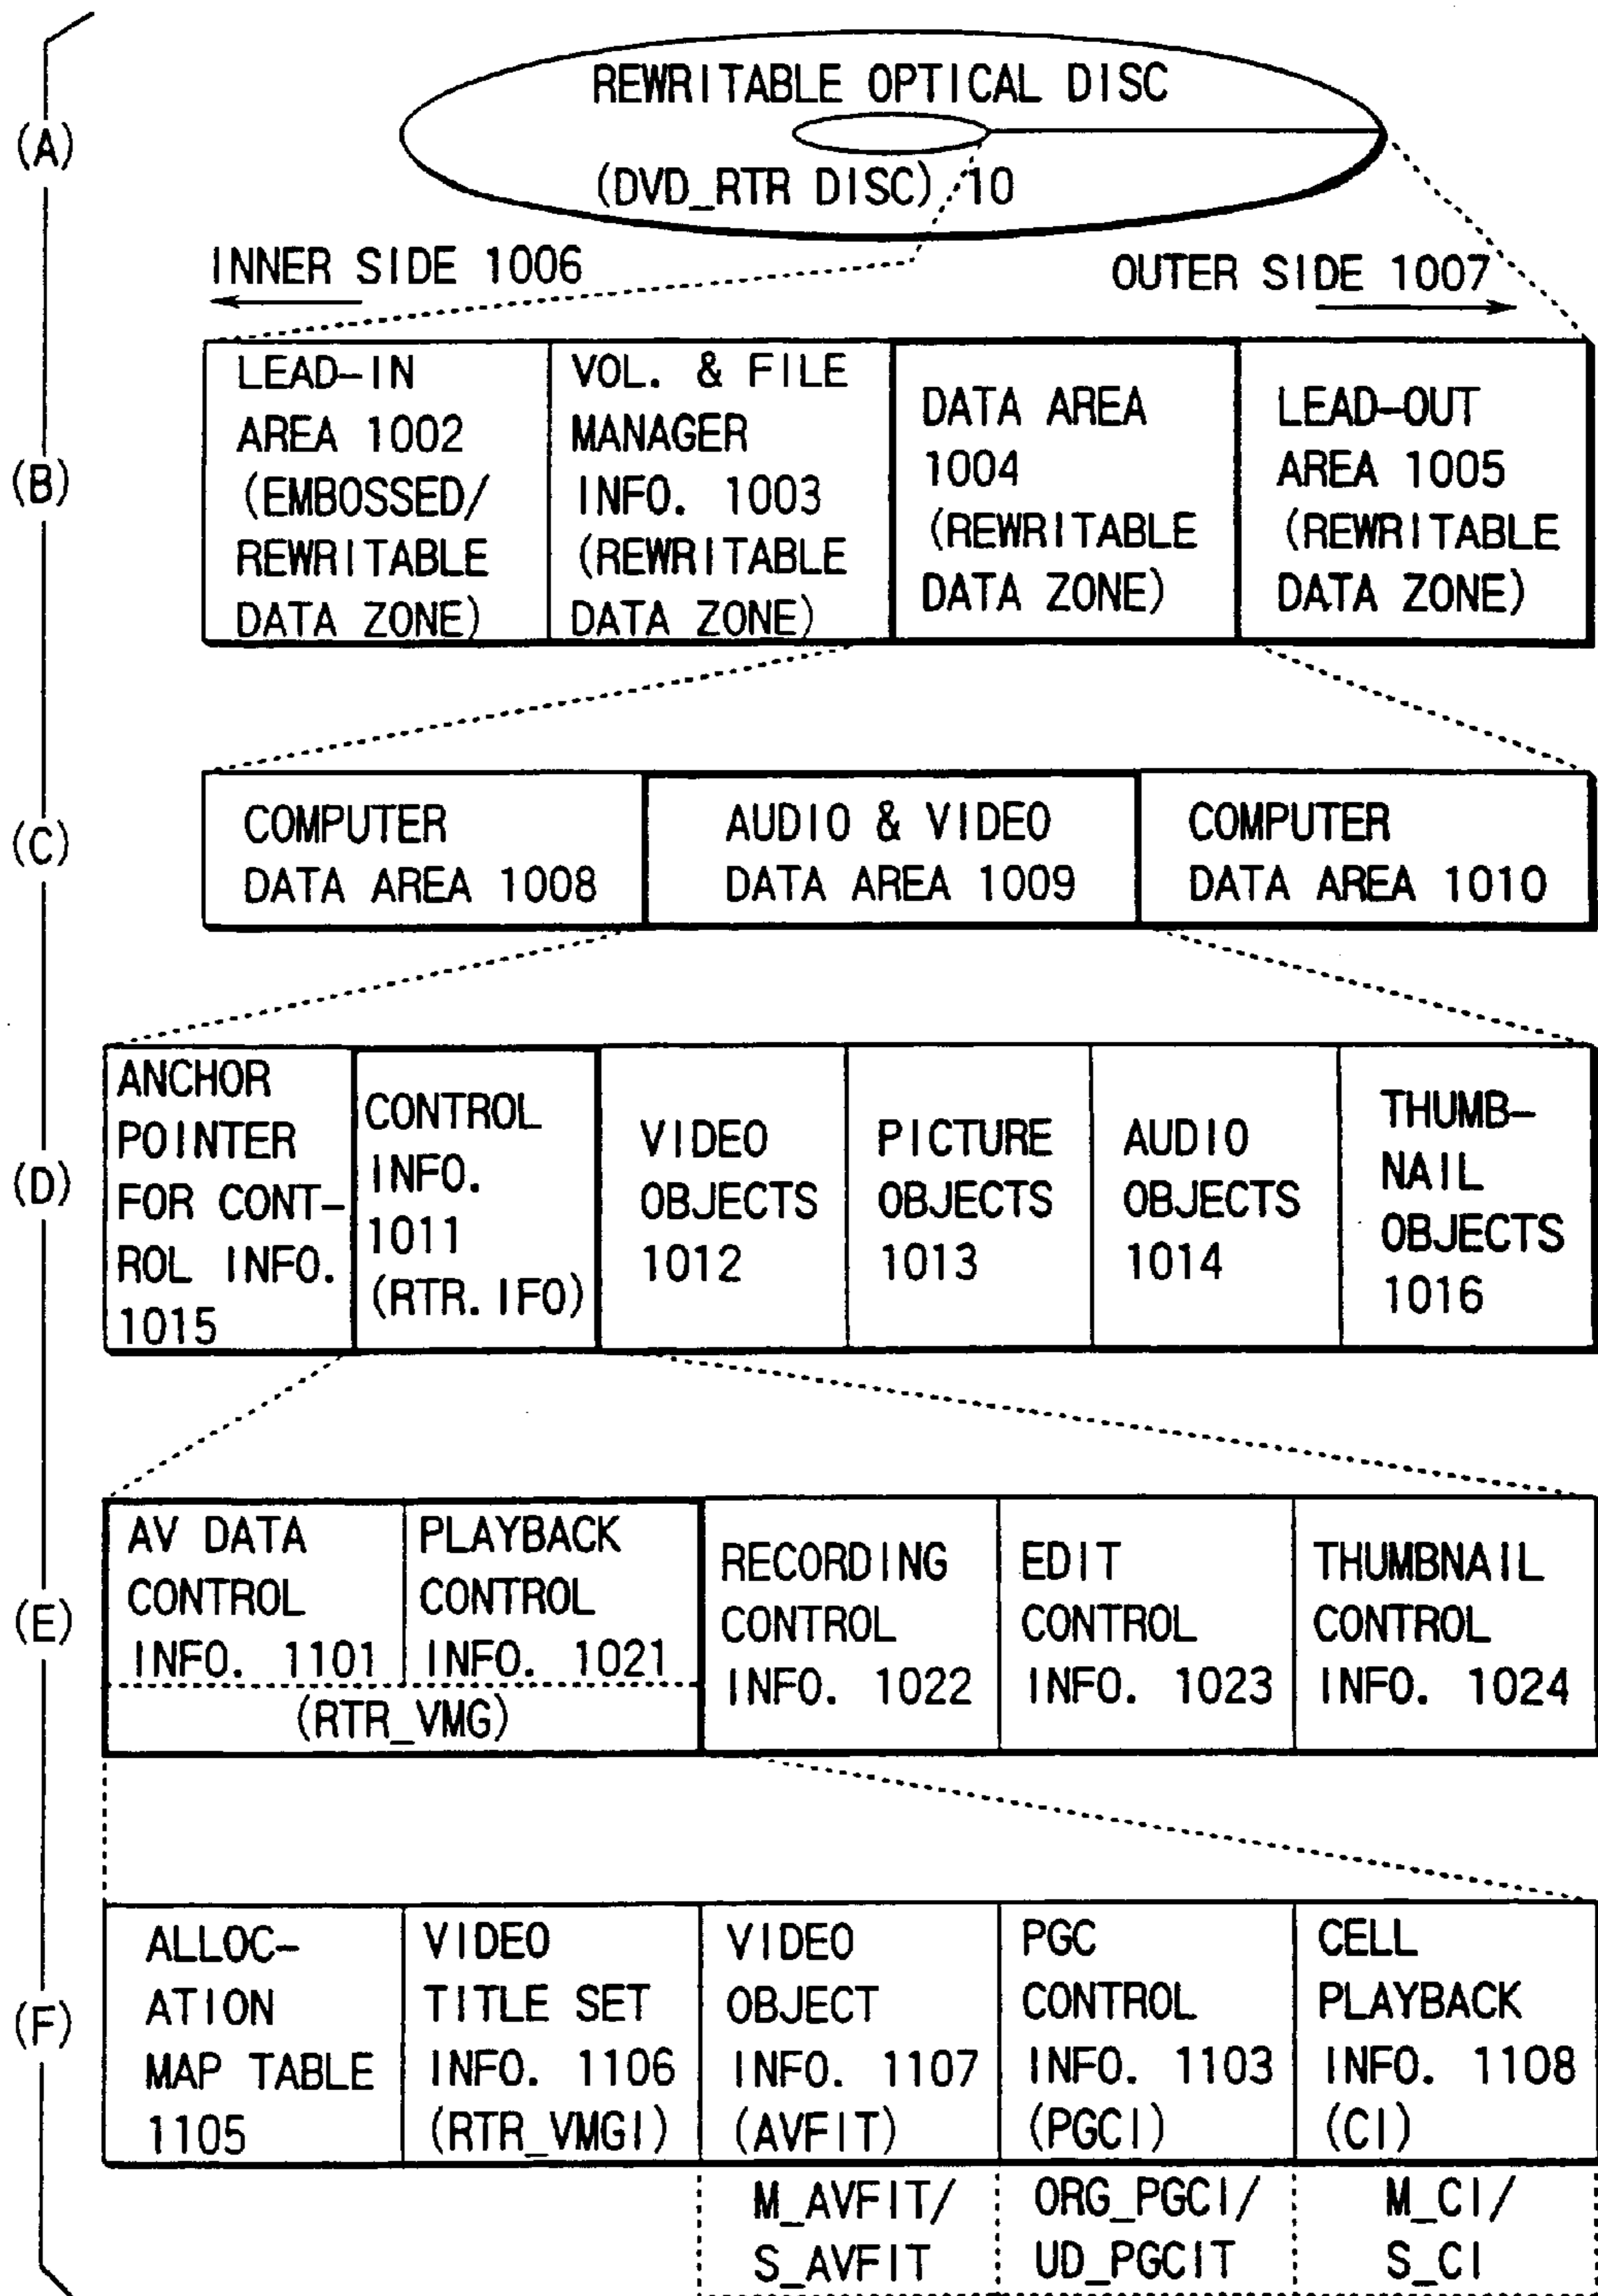 (A)
REWRITABLE OPTICAL DISC
(DVD_RTR DISC) 10
INNER SIDE 1006
OUTER SIDE 1007
(B)
LEAD-IN
AREA 1002
(EMBOSSED/
REWRITABLE
DATA ZONE)
VOL. & FILE
MANAGER
INFO. 1003
(REWRITABLE
DATA ZONE)
DATA AREA
1004
(REWRITABLE
DATA ZONE)
LEAD-OUT
AREA 1005
(REWRITABLE
DATA ZONE)
(C)
COMPUTER
DATA AREA 1008
AUDIO & VIDEO
DATA AREA 1009
COMPUTER
DATA AREA 1010
(D)
ANCHOR
POINTER
FOR CONT-
ROL INFO.
1015
CONTROL
INFO.
1011
(RTR.IFO)
VIDEO
OBJECTS
1012
PICTURE
OBJECTS
1013
AUDIO
OBJECTS
1014
THUMB-
NAIL
OBJECTS
1016
(E)
AV DATA
CONTROL
INFO. 1101
PLAYBACK
CONTROL
INFO. 1021
(RTR_VMG)
RECORDING
CONTROL
INFO. 1022
EDIT
CONTROL
INFO. 1023
THUMBNAIL
CONTROL
INFO. 1024
(F)
ALLOC-
ATION
MAP TABLE
1105
VIDEO
TITLE SET
INFO. 1106
(RTR_VMGI)
VIDEO
OBJECT
INFO. 1107
(AVFIT)
PGC
CONTROL
INFO. 1103
(PGCI)
CELL
PLAYBACK
INFO. 1108
(CI)
M_AVFIT/
S_AVFIT
ORG_PGCI/
UD_PGCIT
M_CI/
S_CI